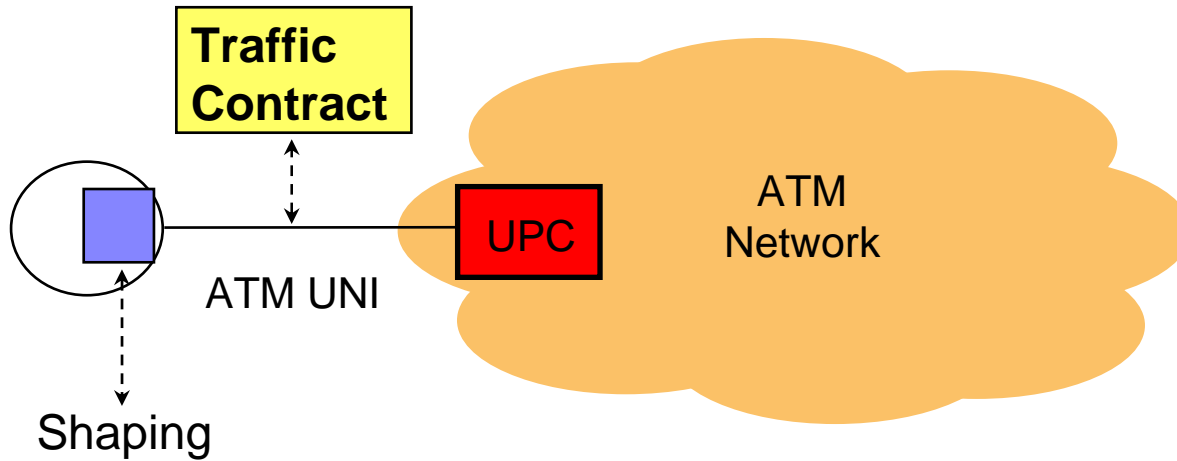 Traffic
Contract
ATM
Network
UPC
ATM UNI
Shaping